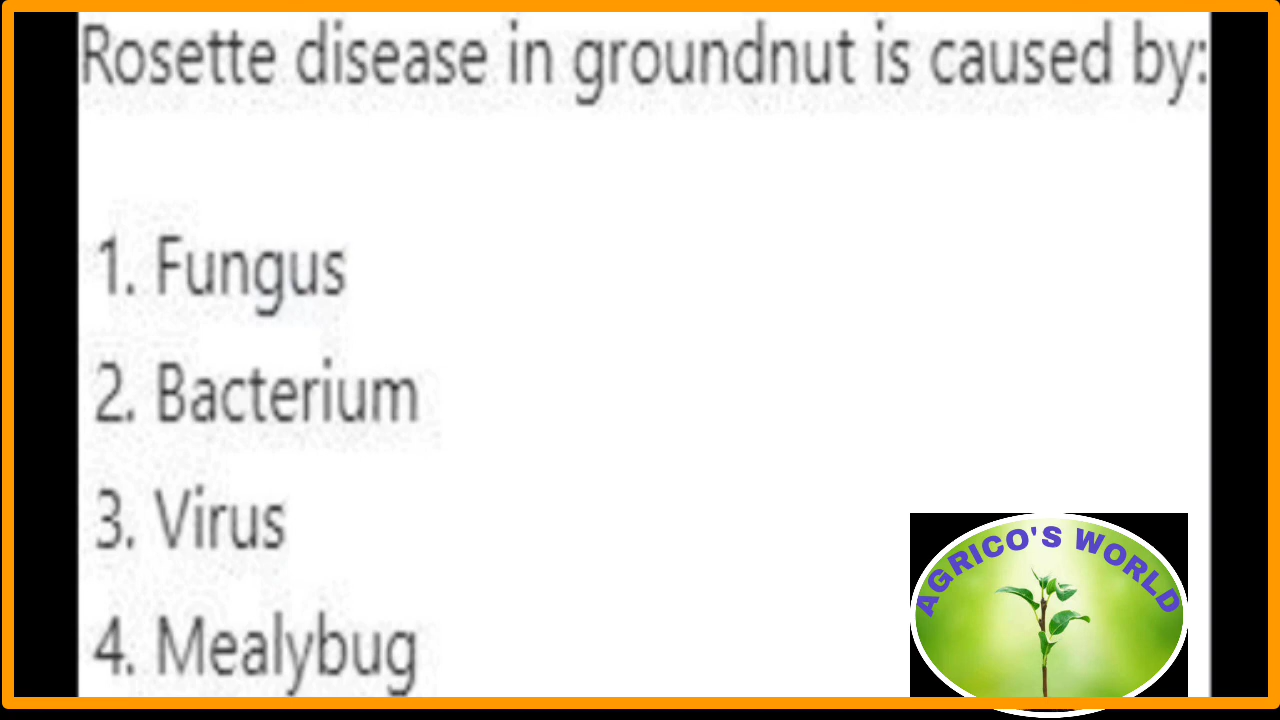 Rosette disease in groundnut is caused by:
1. Fungus
2. Bacterium
3. Virus
4. Mealybug
AGRICO'S WORLD